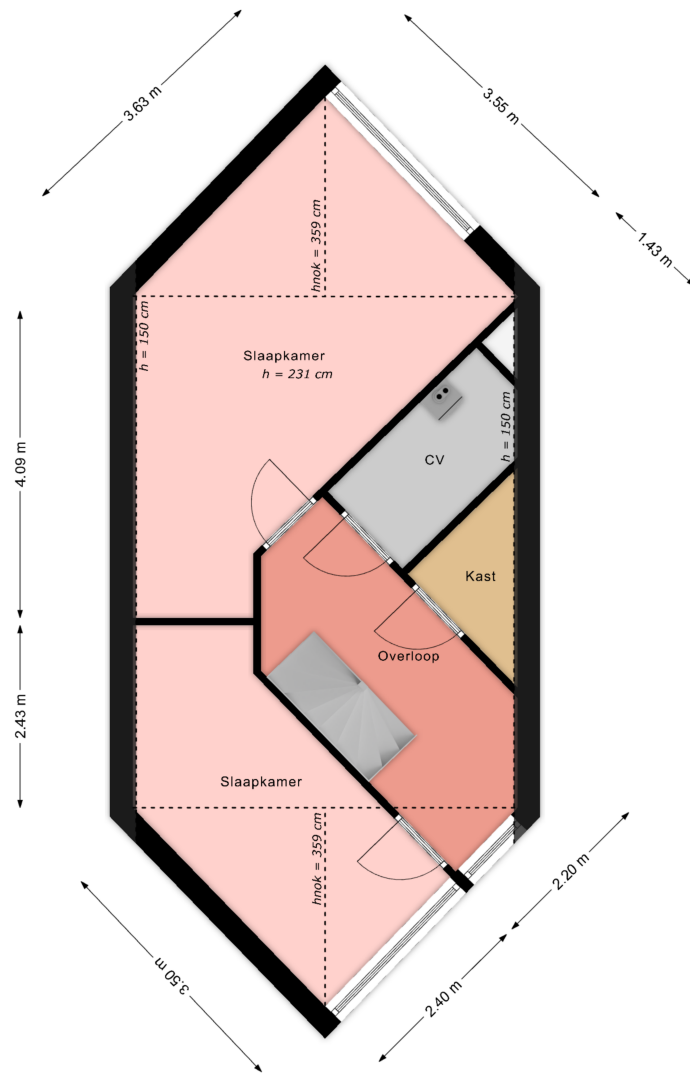 3.63 m
3.55 m
1.43 m
hnok = 359 cm
h = 150 cm
Slaapkamer
h = 231 cm
h = 150 cm
CV
4.09 m
Kast
Overloop
2.43 m
Slaapkamer
hnok = 359 cm
2.20 m
3.50 m
2.40 m